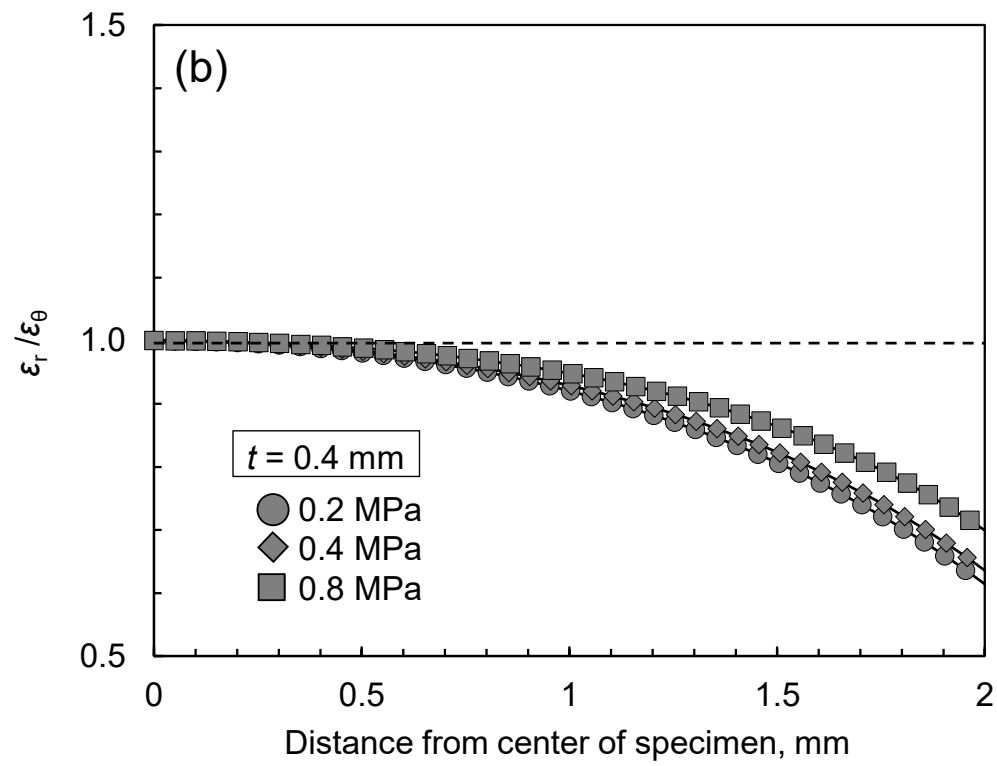 1.5
(b)
1.0
εr /εθ
t = 0.4 mm
0.2 MPa
0.4 MPa
0.8 MPa
0.5
0 0.5 1 1.5 2
Distance from center of specimen, mm